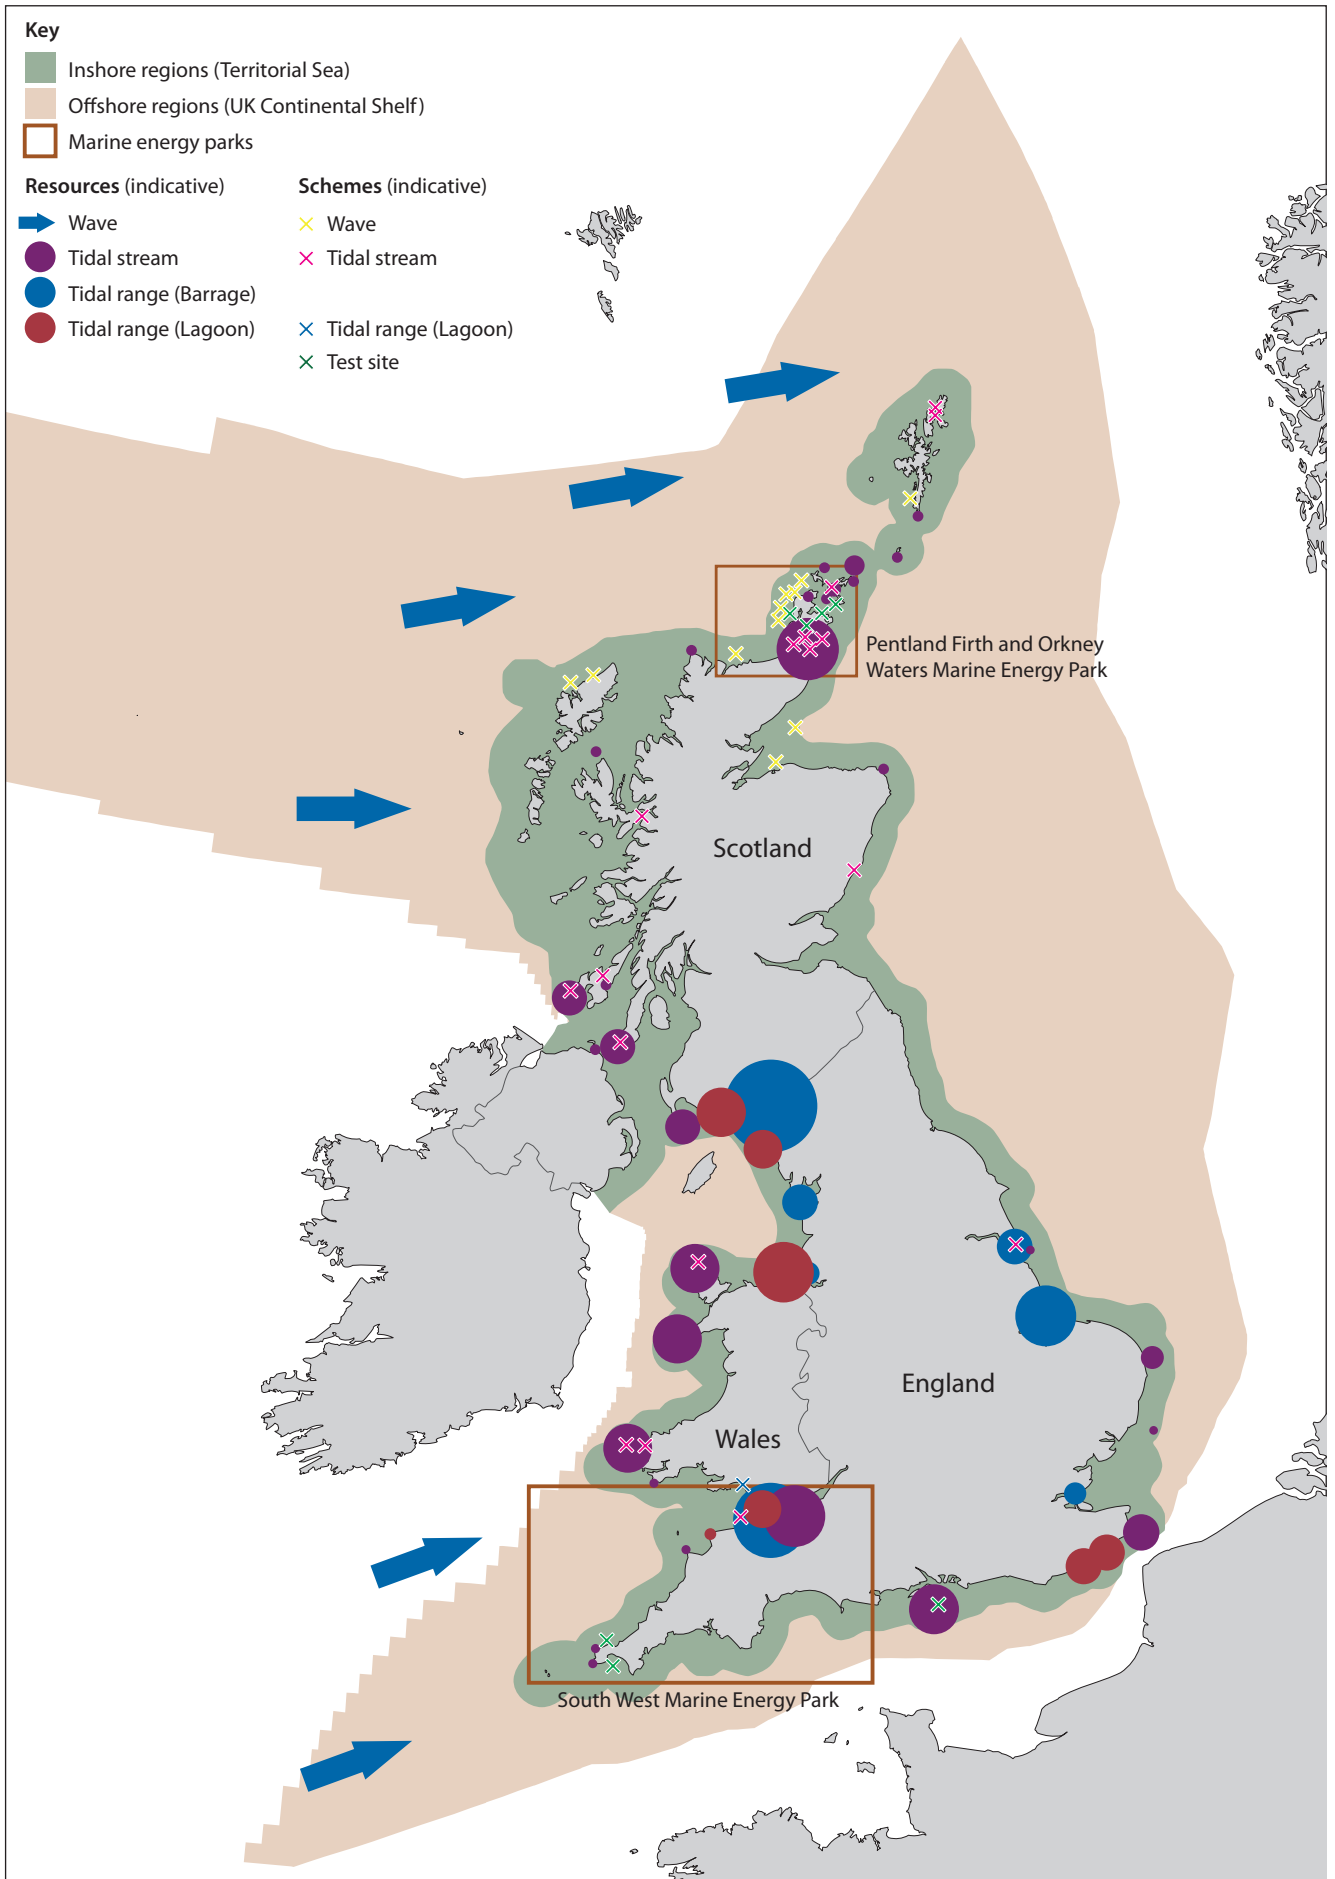 Key
Inshore regions (Territorial Sea)
Offshore regions (UK Continental Shelf)
Marine energy parks
Resources (indicative)
Wave
Tidal stream
Tidal range (Barrage)
Tidal range (Lagoon)
Schemes (indicative)
Wave
Tidal stream
Tidal range (Lagoon)
Test site
Pentland Firth and Orkney
Waters Marine Energy Park
Scotland
England
Wales
South West Marine Energy Park